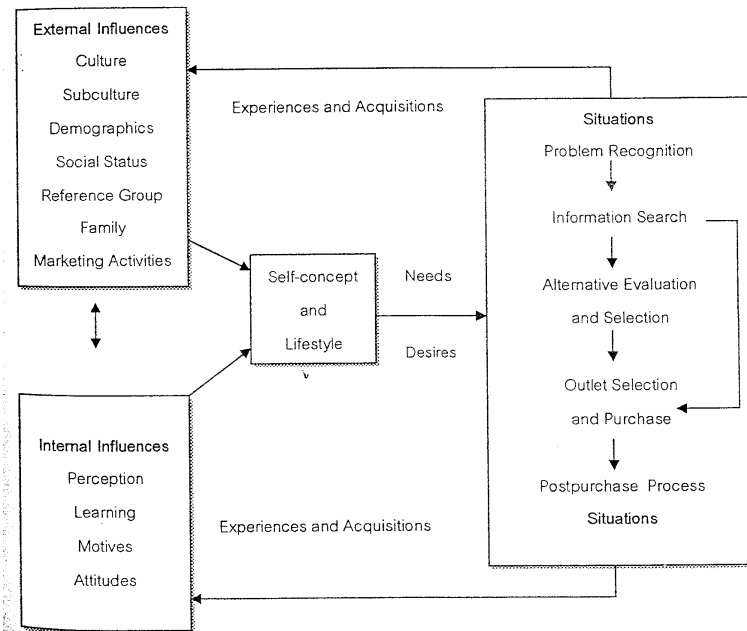 External Influences
Culture
Subculture
Demographics
Social Status
Reference Group
Family
Marketing Activities
Experiences and Acquisitions
Self-concept
and
Lifestyle
Needs
Desires
Situations
Problem Recognition
Information Search
Alternative Evaluation
and Selection
Outlet Selection
and Purchase
Postpurchase Process
Situations
Internal Influences
Perception
Learning
Motives
Attitudes
Experiences and Acquisitions